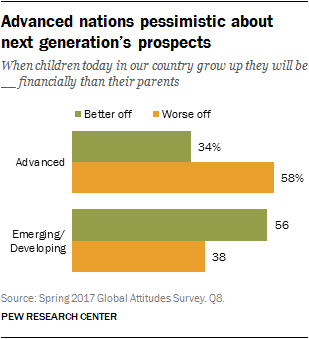 Advanced nations pessimistic about
next generation's prospects
When children today in our country grow up they will be
__ financially than their parents
Better off Worse off
Advanced
34%
58%
Emerging/
Developing
56
38
Source: Spring 2017 Global Attitudes Survey. Q8.
PEW RESEARCH CENTER